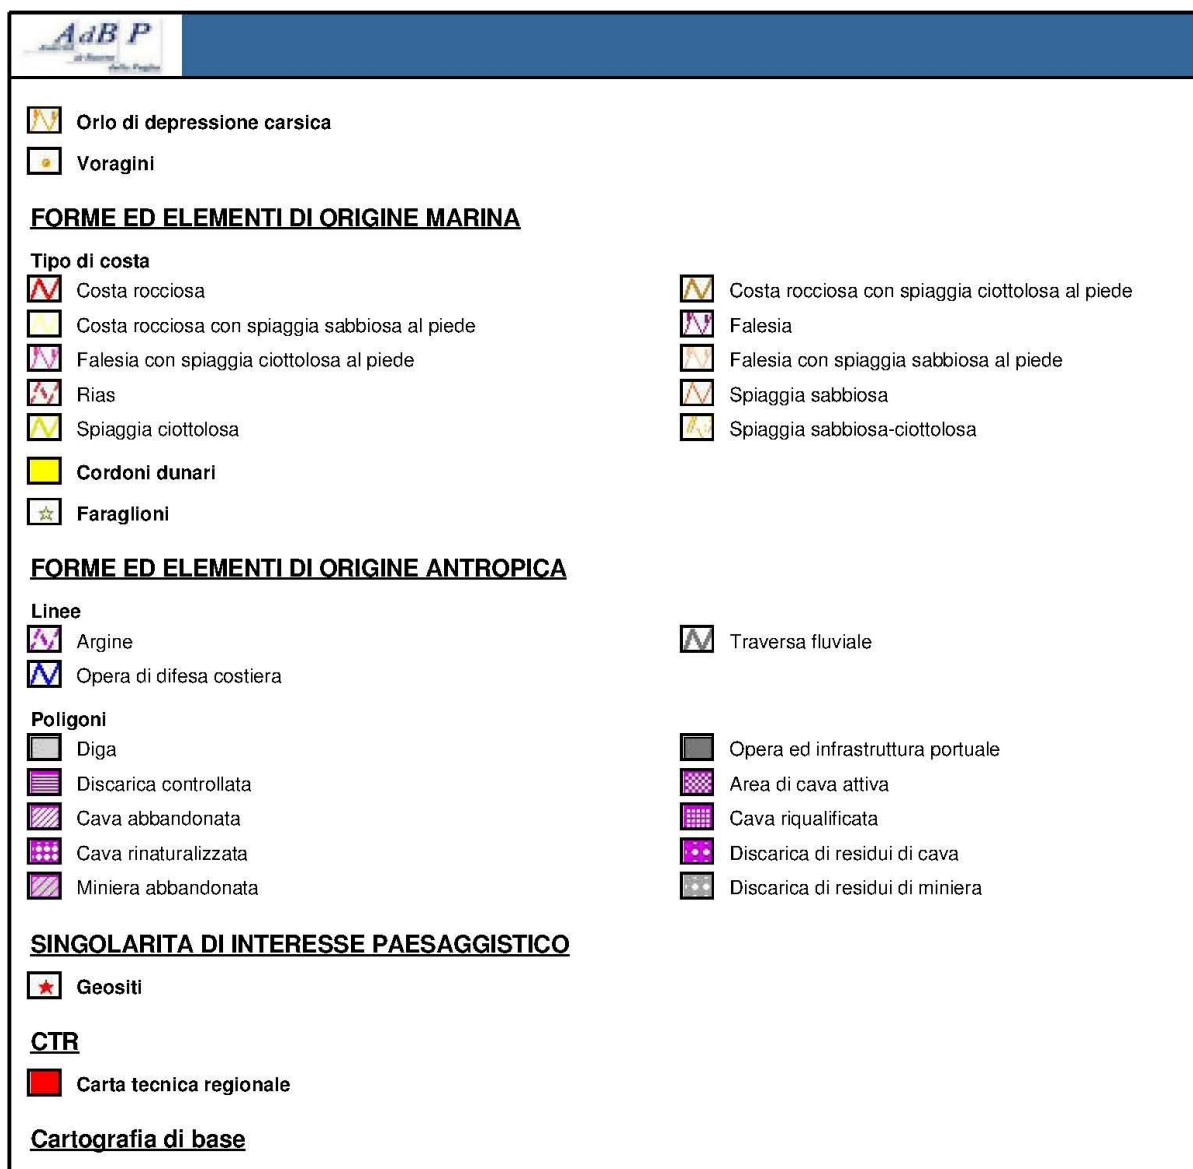 AdB P
Orlo di depressione carsica
Voragini
FORME ED ELEMENTI DI ORIGINE MARINA
Tipo di costa
Costa rocciosa
Costa rocciosa con spiaggia ciottolosa al piede
Costa rocciosa con spiaggia sabbiosa al piede
Falesia
Falesia con spiaggia ciottolosa al piede
Falesia con spiaggia sabbiosa al piede
Rias
Spiaggia sabbiosa
Spiaggia ciottolosa
Spiaggia sabbiosa-ciottolosa
Cordoni dunari
Faraglioni
FORME ED ELEMENTI DI ORIGINE ANTROPICA
Linee
Argine
Traversa fluviale
Opera di difesa costiera
Poligoni
Diga
Opera ed infrastruttura portuale
Discarica controllata
Area di cava attiva
Cava abbandonata
Cava riqualificata
Cava rinaturalizzata
Discarica di residui di cava
Miniera abbandonata
Discarica di residui di miniera
SINGOLARITA DI INTERESSE PAESAGGISTICO
Geositi
CTR
Carta tecnica regionale
Cartografia di base